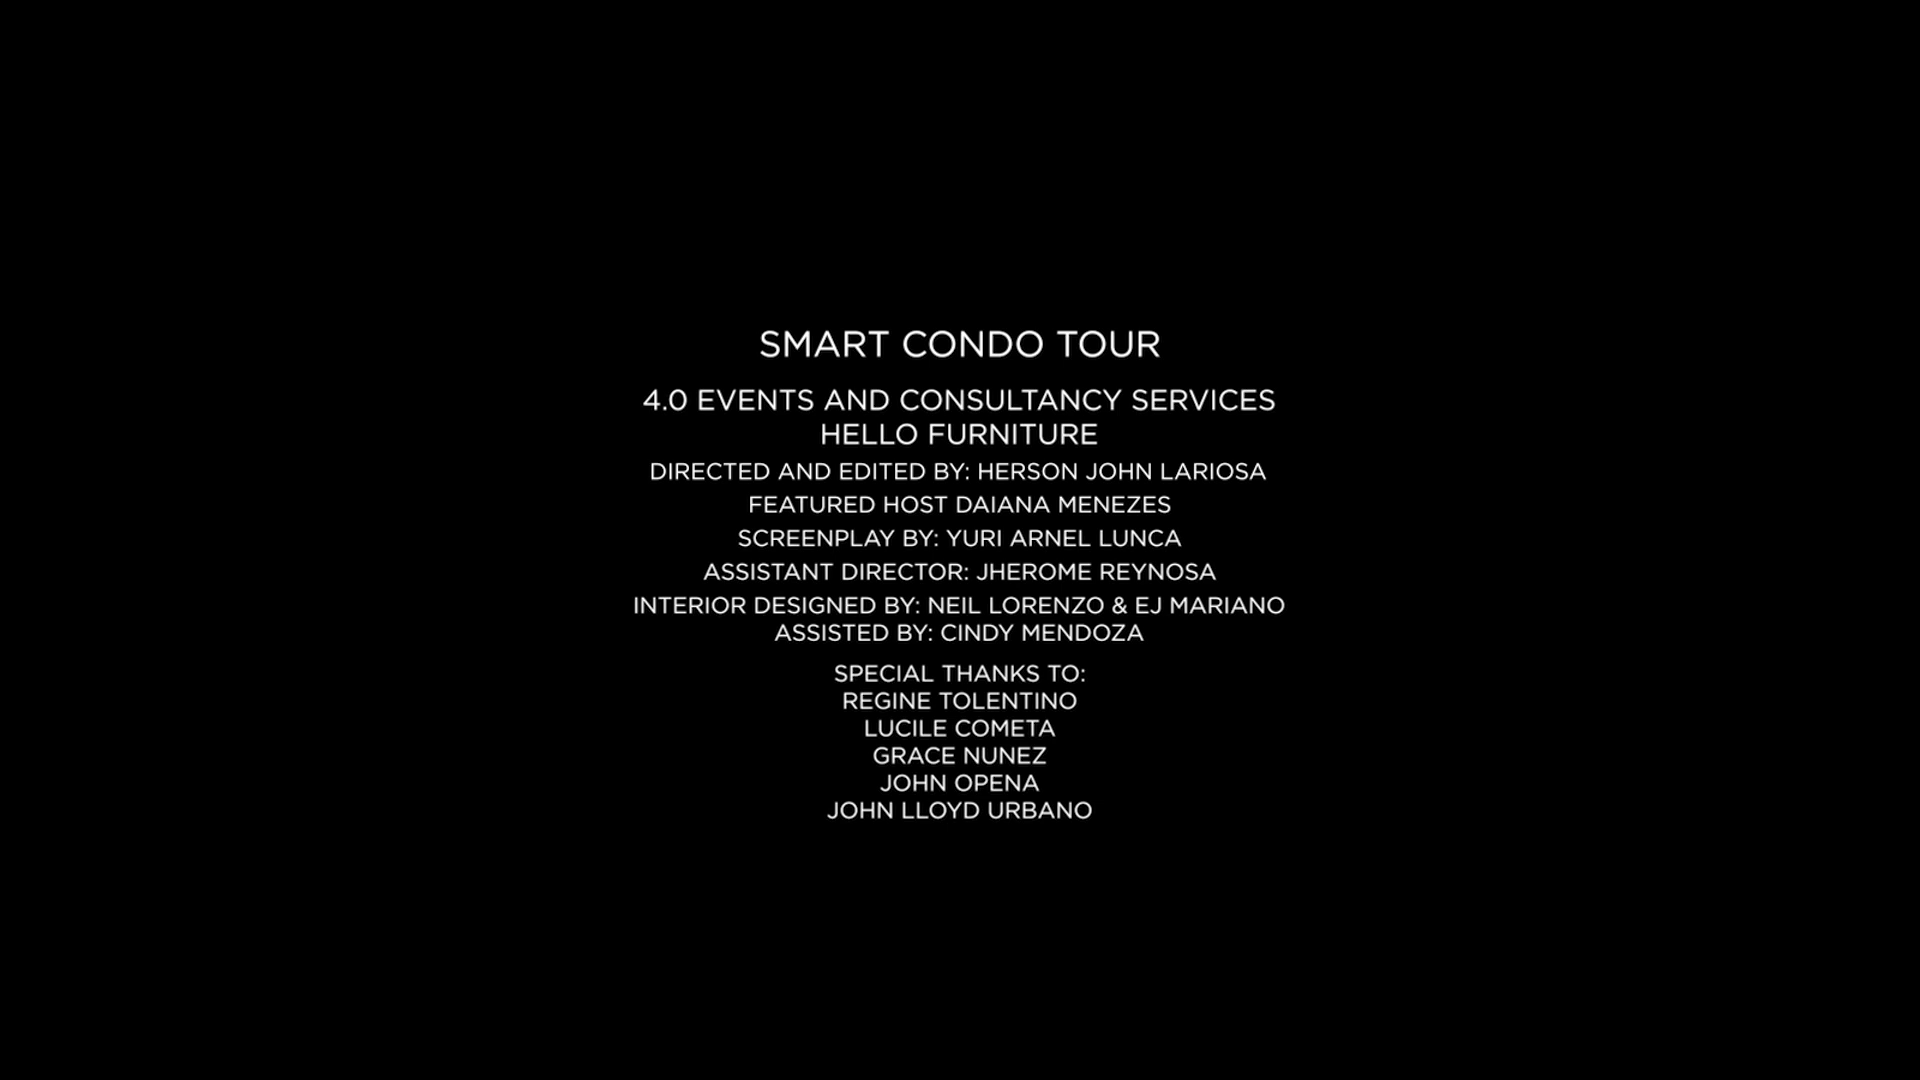 SMART CONDO TOUR
4.0 EVENTS AND CONSULTANCY SERVICES
HELLO FURNITURE
DIRECTED AND EDITED BY: HERSON JOHN LARIOSA
FEATURED HOST DAIANA MENEZES
SCREENPLAY BY: YURI ARNEL LUNCA
ASSISTANT DIRECTOR: JHEROME REYNOSA
INTERIOR DESIGNED BY: NEIL LORENZO & EJ MARIANO
ASSISTED BY: CINDY MENDOZA
SPECIAL THANKS TO:
REGINE TOLENTINO
LUCILE COMETA
GRACE NUNEZ
JOHN OPENA
JOHN LLOYD URBANO